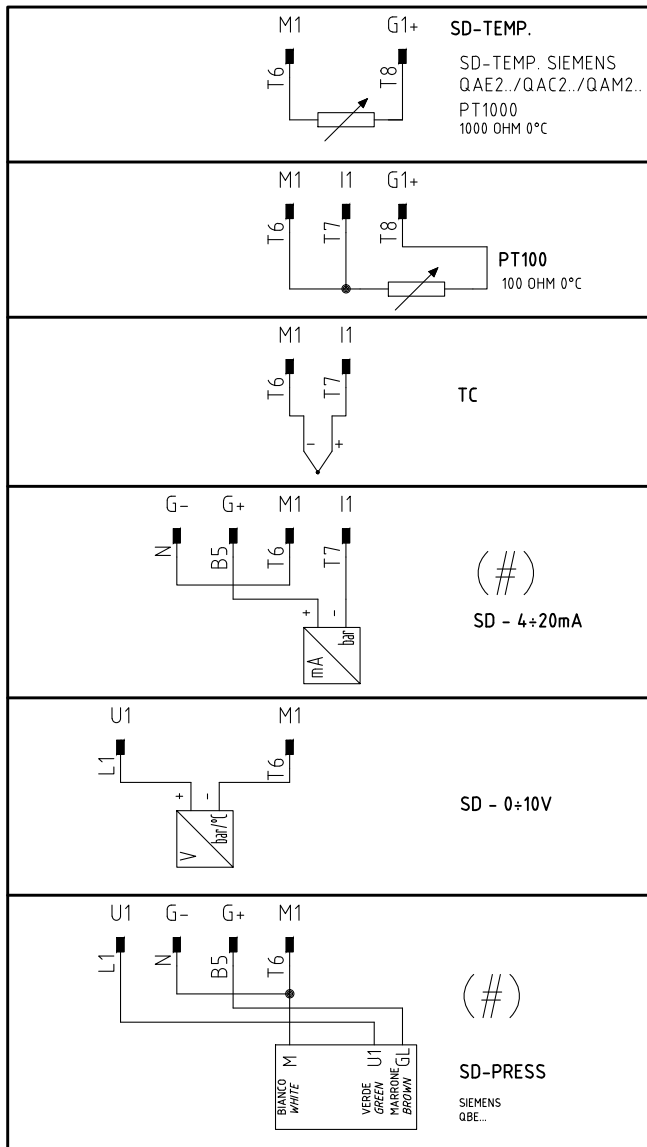 M1 G1+ SD-TEMP.
T6 T8 SD-TEMP. SIEMENS
QAE2../QAC2../QAM2..
PT1000
1000 OHM 0°C
M1 I1 G1+
T6 T7 T8
PT100
100 OHM 0°C
M1 I1
T6 T7
TC
- +
G- G+ M1 I1
N B5 T6 T7
(#)
+ -
SD - 4÷20mA
mA bar
U1 M1
L1 T6
+ -
SD - 0÷10V
V bar/°C
U1 G- G+ M1
L1 N B5 T6
(#)
M U1 GL
BIANCO
WHITE
VERDE
GREEN
MARRONE
BROWN
SD-PRESS
SIEMENS
QBE...